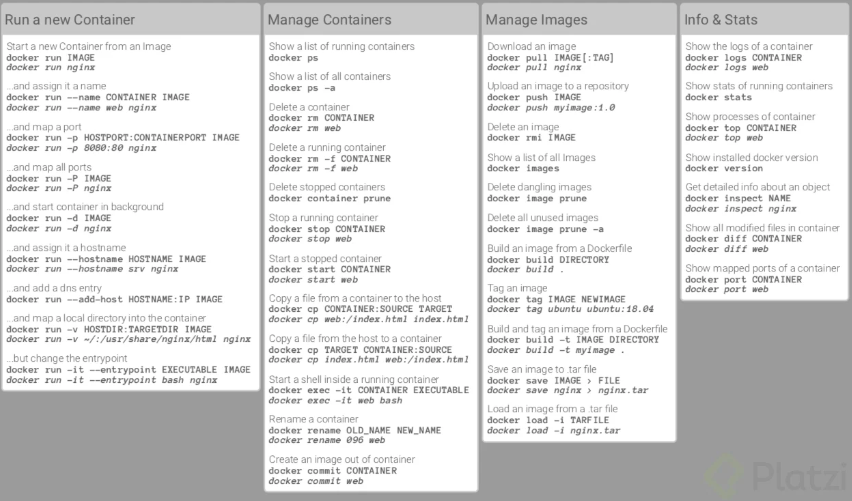 Run a new Container
Start a new Container from an Image
docker run IMAGE
docker run nginx
...and assign it a name
docker run --name CONTAINER IMAGE
docker run --name web nginx
...and map a port
docker run -p HOSTPORT:CONTAINERPORT IMAGE
docker run -p 8080:80 nginx
...and map all ports
docker run -P IMAGE
docker run -P nginx
...and start container in background
docker run -d IMAGE
docker run -d nginx
...and assign it a hostname
docker run --hostname HOSTNAME IMAGE
docker run --hostname srv nginx
...and add a dns entry
docker run --add-host HOSTNAME:IP IMAGE
...and map a local directory into the container
docker run -v HOSTDIR:TARGETDIR IMAGE
docker run -v ~/:/usr/share/nginx/html nginx
...but change the entrypoint
docker run -it --entrypoint EXECUTABLE IMAGE
docker run -it --entrypoint bash nginx
Manage Containers
Show a list of running containers
docker ps
Show a list of all containers
docker ps -a
Delete a container
docker rm CONTAINER
docker rm web
Delete a running container
docker rm -f CONTAINER
docker rm -f web
Delete stopped containers
docker container prune
Stop a running container
docker stop CONTAINER
docker stop web
Start a stopped container
docker start CONTAINER
docker start web
Copy a file from a container to the host
docker cp CONTAINER:SOURCE TARGET
docker cp web:/index.html index.html
Copy a file from the host to a container
docker cp TARGET CONTAINER:SOURCE
docker cp index.html web:/index.html
Start a shell inside a running container
docker exec -it CONTAINER EXECUTABLE
docker exec -it web bash
Rename a container
docker rename OLD_NAME NEW_NAME
docker rename 096 web
Create an image out of container
docker commit CONTAINER
docker commit web
Manage Images
Download an image
docker pull IMAGE[:TAG]
docker pull nginx
Upload an image to a repository
docker push IMAGE
docker push myimage:1.0
Delete an image
docker rmi IMAGE
Show a list of all Images
docker images
Delete dangling images
docker image prune
Delete all unused images
docker image prune -a
Build an image from a Dockerfile
docker build DIRECTORY
docker build .
Tag an image
docker tag IMAGE NEWIMAGE
docker tag ubuntu ubuntu:18.04
Build and tag an image from a Dockerfile
docker build -t IMAGE DIRECTORY
docker build -t myimage .
Save an image to .tar file
docker save IMAGE > FILE
docker save nginx > nginx.tar
Load an image from a .tar file
docker load -i TARFILE
docker load -i nginx.tar
Info & Stats
Show the logs of a container
docker logs CONTAINER
docker logs web
Show stats of running containers
docker stats
Show processes of container
docker top CONTAINER
docker top web
Show installed docker version
docker version
Get detailed info about an object
docker inspect NAME
docker inspect nginx
Show all modified files in container
docker diff CONTAINER
docker diff web
Show mapped ports of a container
docker port CONTAINER
docker port web
Platzi